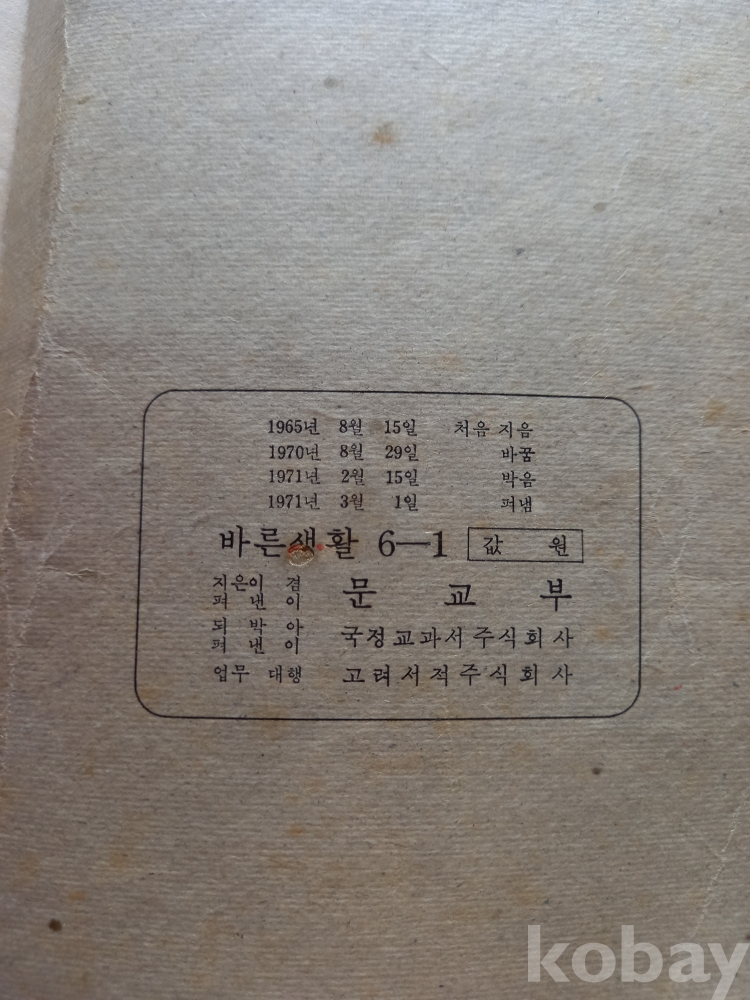 1965년 8월 15일 처음 지음
1970년 8월 29일 바꿈
1971년 2월 15일 박음
1971년 3월 1일 펴냄
바른생활 6—1 값 원
지은이 겸
펴 낸 이 문 교 부
되 박 아
펴 낸 이 국정교과서주식회사
업무 대행 고려서적주식회사
kobay